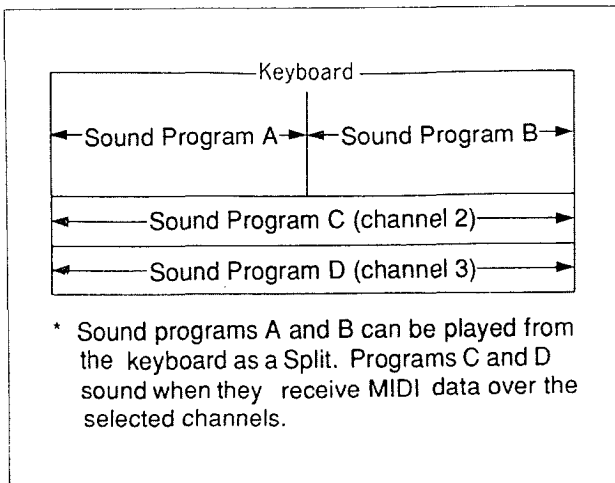 Keyboard
Sound Program A Sound Program B
Sound Program C (channel 2)
Sound Program D (channel 3)
* Sound programs A and B can be played from
the keyboard as a Split. Programs C and D
sound when they receive MIDI data over the
selected channels.